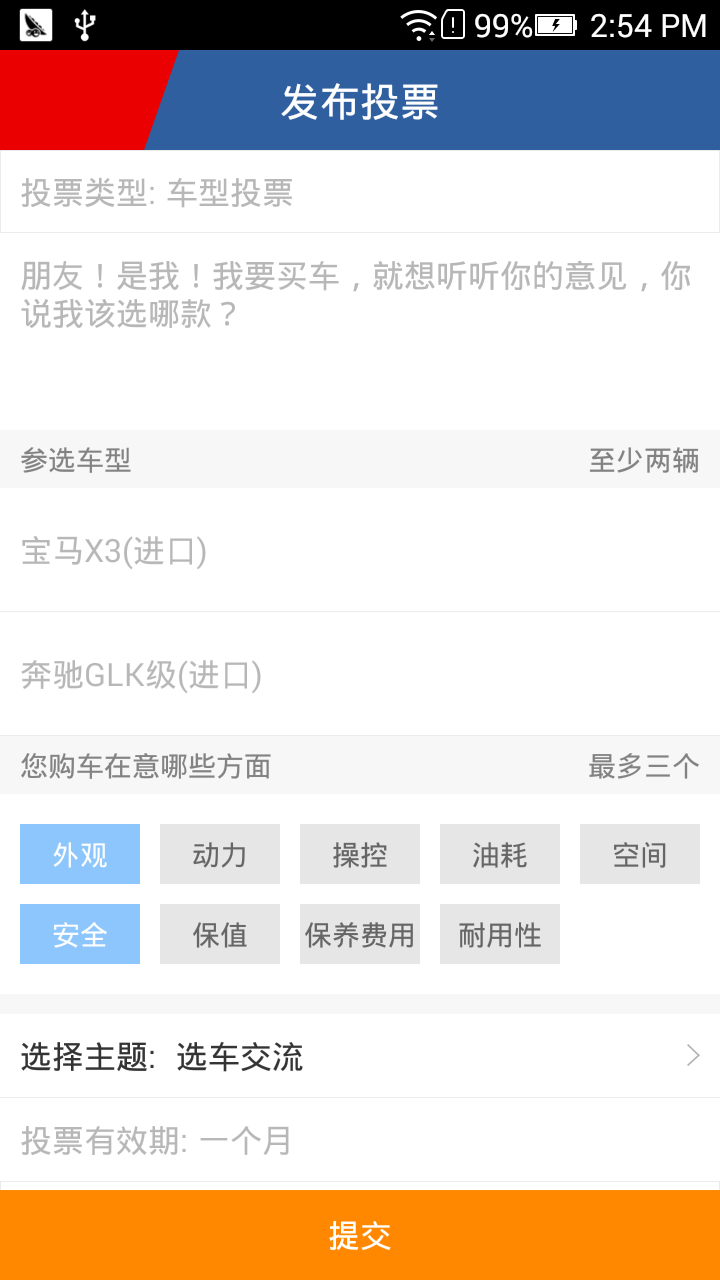 99% 2:54 PM
发布投票
投票类型: 车型投票
朋友！是我！我要买车，就想听听你的意见，你
说我该选哪款？
参选车型 至少两辆
宝马X3(进口)
奔驰GLK级(进口)
您购车在意哪些方面 最多三个
外观 动力 操控 油耗 空间
安全 保值 保养费用 耐用性
选择主题: 选车交流
投票有效期: 一个月
提交